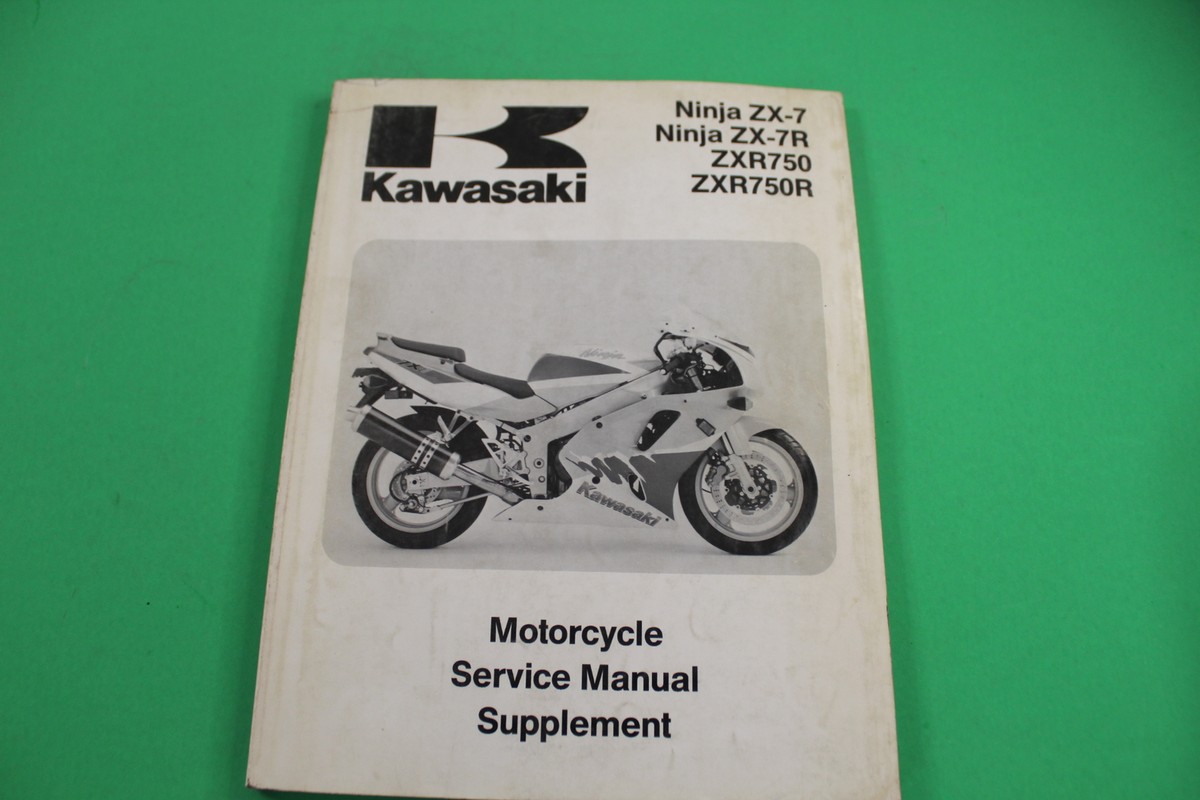 Kawasaki
Ninja ZX-7
Ninja ZX-7R
ZXR750
ZXR750R
Ninja
Kawasaki
Motorcycle
Service Manual
Supplement